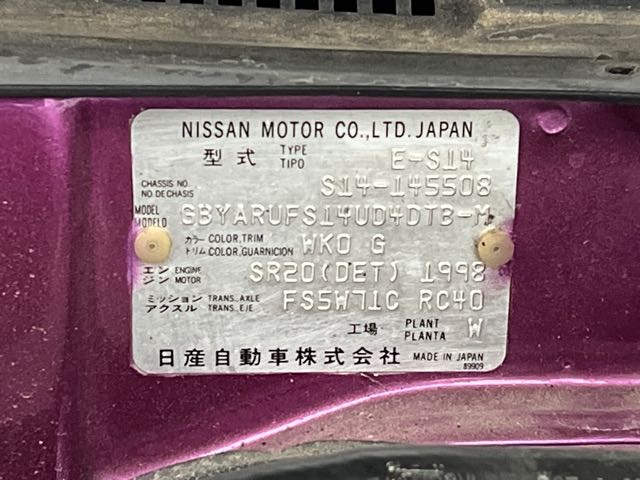 NISSAN MOTOR CO.,LTD. JAPAN
型式 TYPE TIPO E-S14
CHASSIS NO. NO. DE CHASIS S14-145508
MODEL MODELO GBYARUFS14UD4DTB-M
カラー トリム COLOR, TRIM COLOR, GUARNICION WK0 G
エンジン ENGINE MOTOR SR20(DET) 1998
ミッション アクスル TRANS., AXLE TRANS., EJE FS5W71C RC40
工場 PLANT PLANTA W
日産自動車株式会社 MADE IN JAPAN
89909